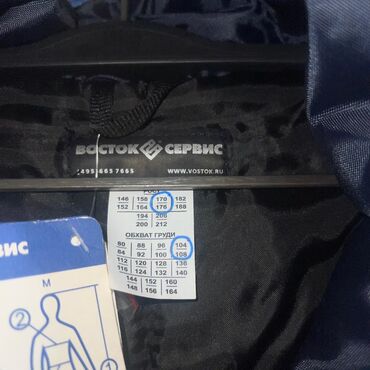 ВОСТОК СЕРВИС
(495) 665 7665 WWW.VOSTOK.RU
РОСТ
146 158 170 182
152 164 176 188
194 206
200 212
ОБХВАТ ГРУДИ
80 88 96 104
84 92 100 108
112 120 128 136
116 124 132 140
144 152 160
148 156 164
ВИС
М
2
1